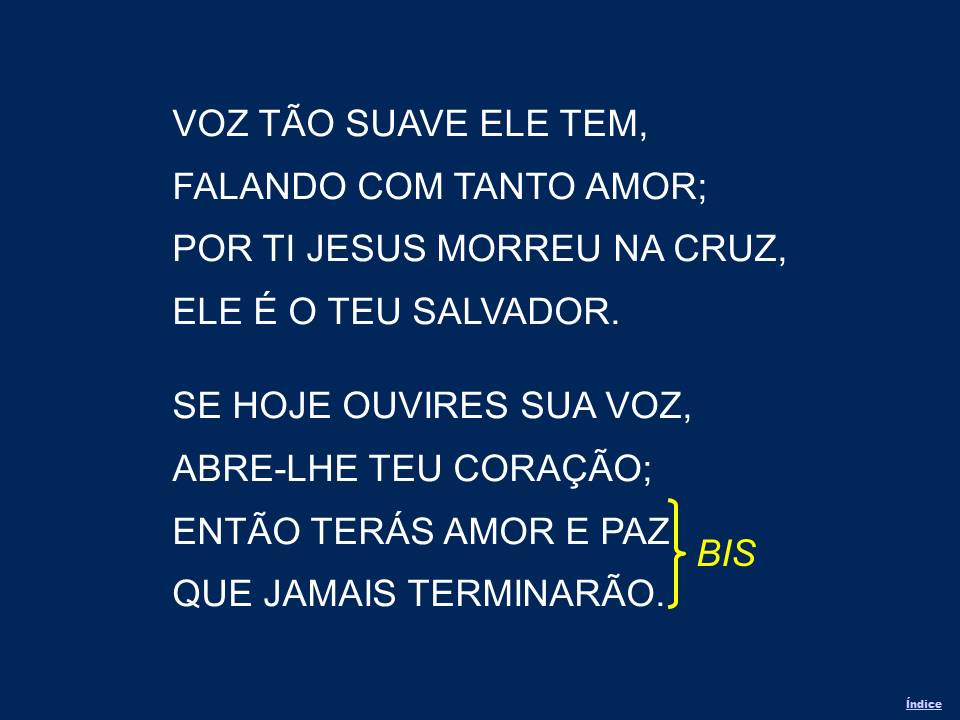 VOZ TÃO SUAVE ELE TEM,
FALANDO COM TANTO AMOR;
POR TI JESUS MORREU NA CRUZ,
ELE É O TEU SALVADOR.
SE HOJE OUVIRES SUA VOZ,
ABRE-LHE TEU CORAÇÃO;
ENTÃO TERÁS AMOR E PAZ
QUE JAMAIS TERMINARÃO.
BIS
Índice